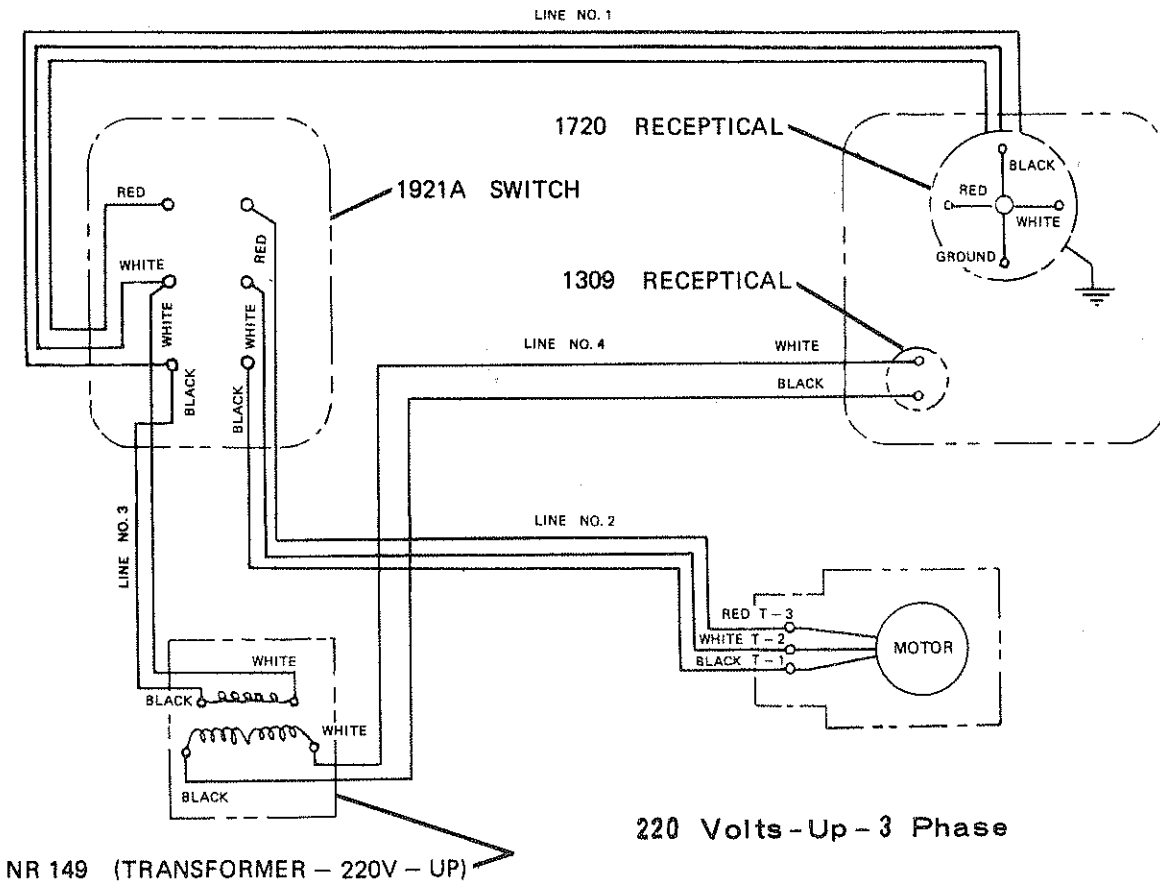 LINE NO. 1
1720 RECEPTICAL
BLACK
RED
WHITE
GROUND
1921A SWITCH
RED
WHITE
RED
WHITE
WHITE
BLACK
BLACK
1309 RECEPTICAL
LINE NO. 4
WHITE
BLACK
LINE NO. 3
LINE NO. 2
RED T-3
WHITE T-2
BLACK T-1
MOTOR
WHITE
BLACK
WHITE
BLACK
220 Volts-Up-3 Phase
NR 149 (TRANSFORMER – 220V – UP)